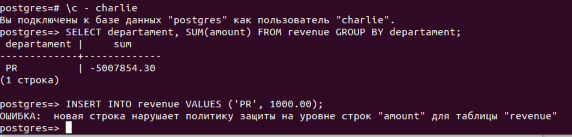 postgres=# \c - charlie
Вы подключены к базе данных "postgres" как пользователь "charlie".
postgres=> SELECT departament, SUM(amount) FROM revenue GROUP BY departament;
 departament |     sum
-------------+-------------
 PR          | -5007854.30
(1 строка)

postgres=> INSERT INTO revenue VALUES ('PR', 1000.00);
ОШИБКА:  новая строка нарушает политику защиты на уровне строк "amount" для таблицы "revenue"
postgres=>